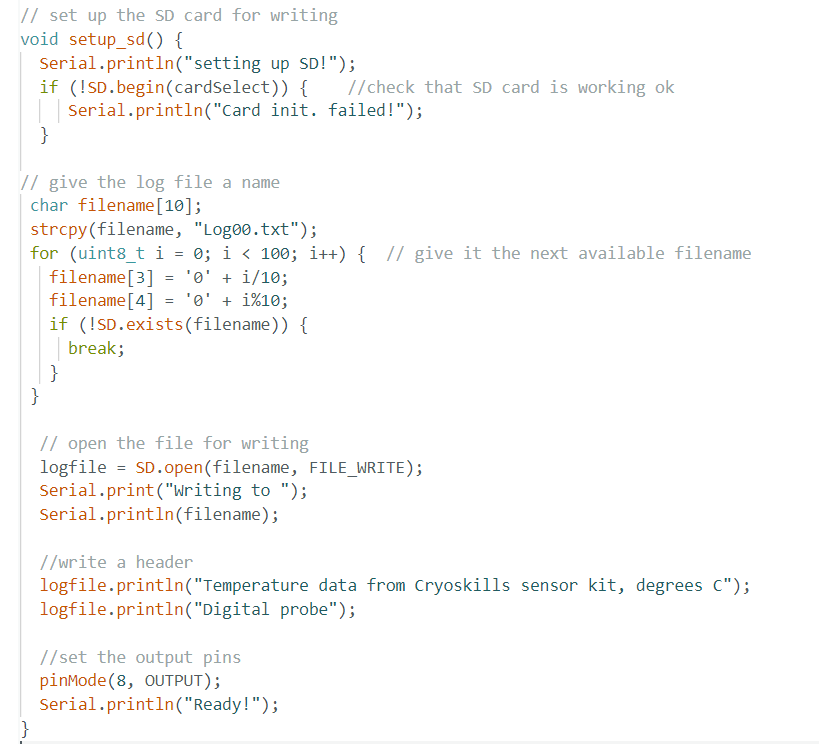 // set up the SD card for writing
void setup_sd() {
  Serial.println("setting up SD!");
  if (!SD.begin(cardSelect)) {    //check that SD card is working ok
     Serial.println("Card init. failed!");
  }

// give the log file a name
 char filename[10];
 strcpy(filename, "Log00.txt");
 for (uint8_t i = 0; i < 100; i++) {  // give it the next available filename
   filename[3] = '0' + i/10;
   filename[4] = '0' + i%10;
   if (!SD.exists(filename)) {
     break;
   }
 }

  // open the file for writing
  logfile = SD.open(filename, FILE_WRITE);
  Serial.print("Writing to ");
  Serial.println(filename);

  //write a header
  logfile.println("Temperature data from Cryoskills sensor kit, degrees C");
  logfile.println("Digital probe");

  //set the output pins
  pinMode(8, OUTPUT);
  Serial.println("Ready!");
}